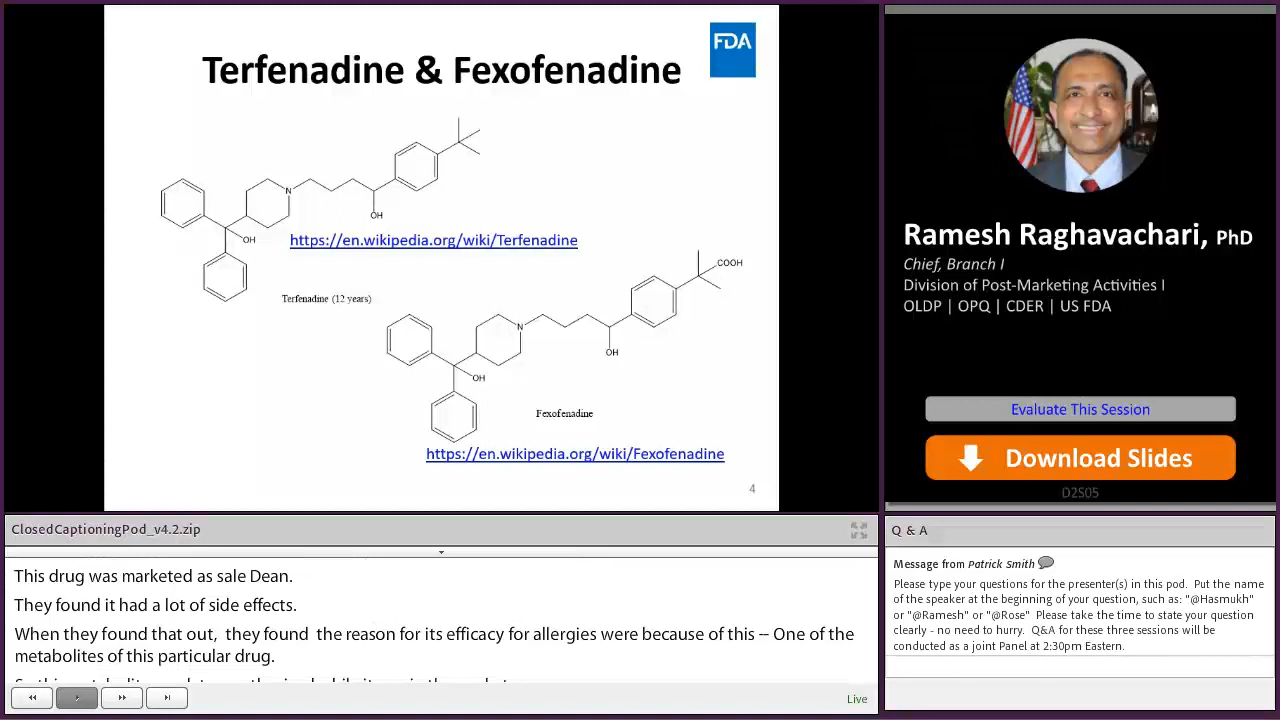 Terfenadine & Fexofenadine
FDA
N
OH
OH
https://en.wikipedia.org/wiki/Terfenadine
Terfenadine (12 years)
COOH
N
OH
OH
Fexofenadine
https://en.wikipedia.org/wiki/Fexofenadine
4
Ramesh Raghavachari, PhD
Chief, Branch I
Division of Post-Marketing Activities I
OLDP | OPQ | CDER | US FDA
Evaluate This Session
Download Slides
D2S05
ClosedCaptioningPod_v4.2.zip
This drug was marketed as sale Dean.
They found it had a lot of side effects.
When they found that out, they found the reason for its efficacy for allergies were because of this -- One of the
metabolites of this particular drug.
Live
Q & A
Message from Patrick Smith
Please type your questions for the presenter(s) in this pod. Put the name
of the speaker at the beginning of your question, such as: "@Hasmukh"
or "@Ramesh" or "@Rose" Please take the time to state your question
clearly - no need to hurry. Q&A for these three sessions will be
conducted as a joint Panel at 2:30pm Eastern.